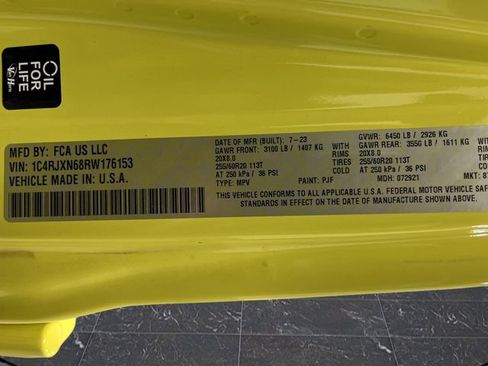 OIL
FOR
LIFE
MFD BY: FCA US LLC
VIN: 1C4RJXN68RW176153
VEHICLE MADE IN: U.S.A.
DATE OF MFR (BUILT): 7-23
GAWR FRONT: 3100 LB / 1407 KG WITH
20X8.0 RIMS
255/60R20 113T TIRES
AT 250 kPa / 36 PSI COLD
TYPE: MPV PAINT: PJF
GVWR: 6450 LB / 2926 KG
GAWR REAR: 3550 LB / 1611 KG WITH
20X8.0
255/60R20 113T
AT 250 kPa / 36 PSI
MDH: 072921 MKT:
THIS VEHICLE CONFORMS TO ALL APPLICABLE U.S.A. FEDERAL MOTOR VEHICLE SAFETY
STANDARDS IN EFFECT ON THE DATE OF MANUFACTURE SHOWN ABOVE.